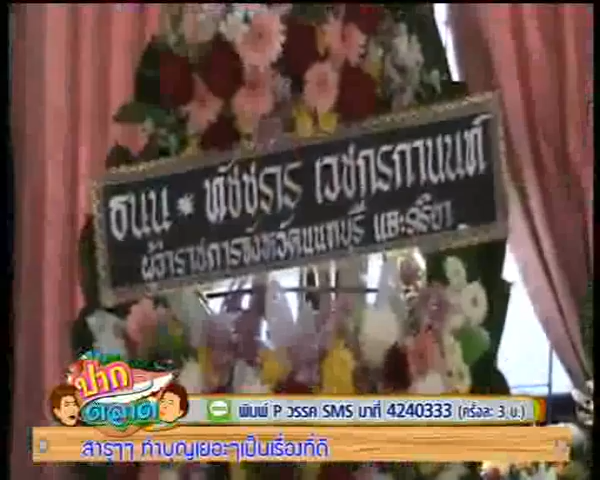 ธนน * ทัชชุกร เวชกรกานนท์
ผู้ว่าราชการจังหวัดนนทบุรี และภริยา
ปาก
ตลาด
พิมพ์ P วรรค SMS มาที่ 4240333 (ครั้งละ 3 บ.)
สาธุๆๆ ทำบุญเยอะๆเป็นเรื่องที่ดี